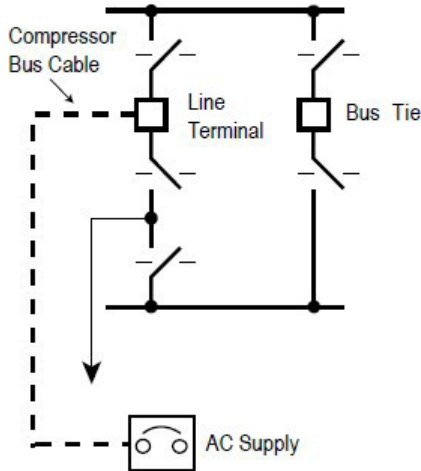 Compressor
Bus Cable
Line
Terminal
Bus Tie
AC Supply